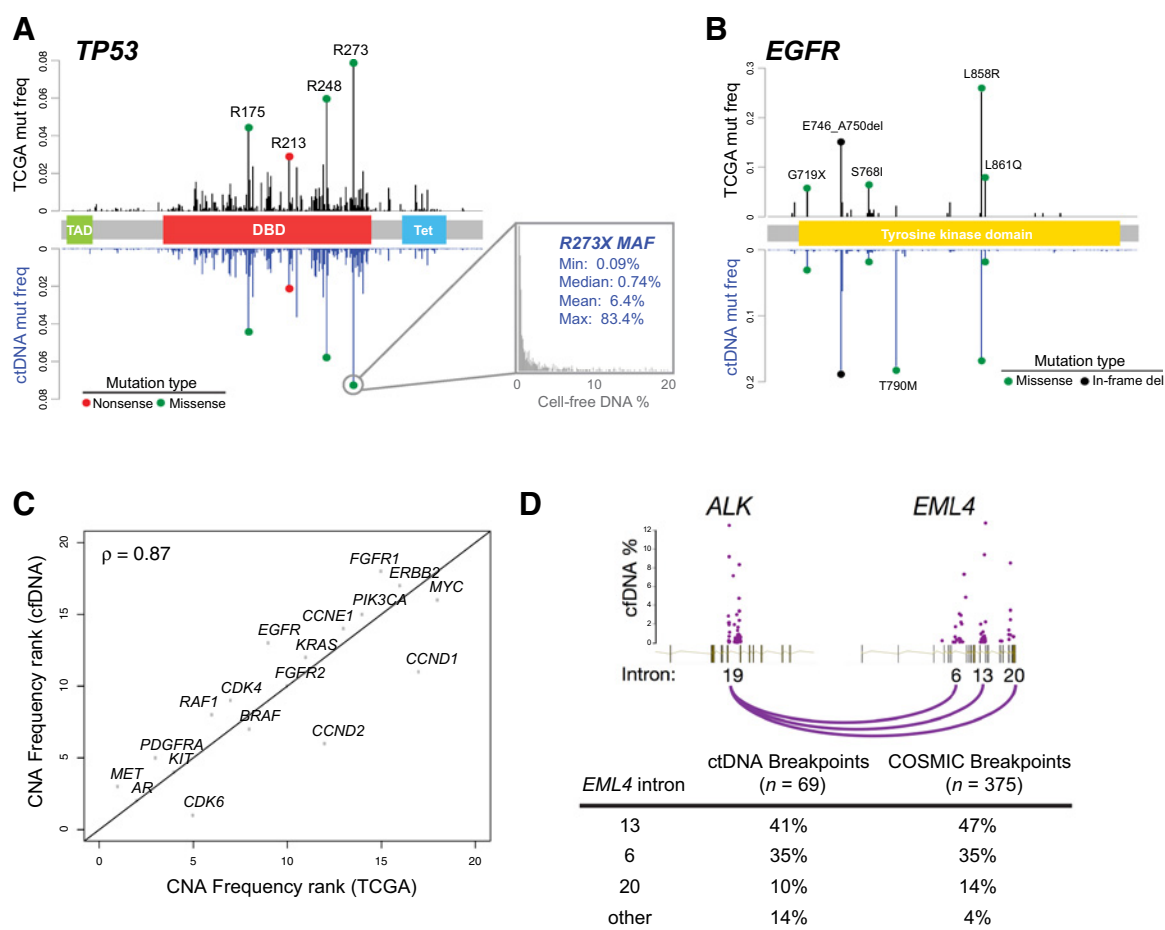 A
TP53
TCGA mut freq
0.08
0.06
0.04
0.02
0
R175
R213
R248
R273
TAD
DBD
Tet
ctDNA mut freq
0
0.02
0.04
0.06
0.08
Mutation type
Nonsense
Missense
R273X MAF
Min: 0.09%
Median: 0.74%
Mean: 6.4%
Max: 83.4%
0 10 20
Cell-free DNA %
B
EGFR
TCGA mut freq
0.3
0.2
0.1
0
G719X
E746_A750del
S768I
L858R
L861Q
Tyrosine kinase domain
ctDNA mut freq
0
0.1
0.2
T790M
Mutation type
Missense
In-frame del
C
ρ = 0.87
CNA Frequency rank (cfDNA)
20
15
10
5
0
FGFR1
ERBB2
MYC
PIK3CA
CCNE1
EGFR
KRAS
CCND1
FGFR2
CDK4
RAF1
BRAF
CCND2
PDGFRA
KIT
MET
AR
CDK6
0 5 10 15 20
CNA Frequency rank (TCGA)
D
ALK
EML4
cfDNA %
12
10
8
6
4
2
0
Intron: 19 6 13 20
EML4 intron
ctDNA Breakpoints
(n = 69)
COSMIC Breakpoints
(n = 375)
13 41% 47%
6 35% 35%
20 10% 14%
other 14% 4%